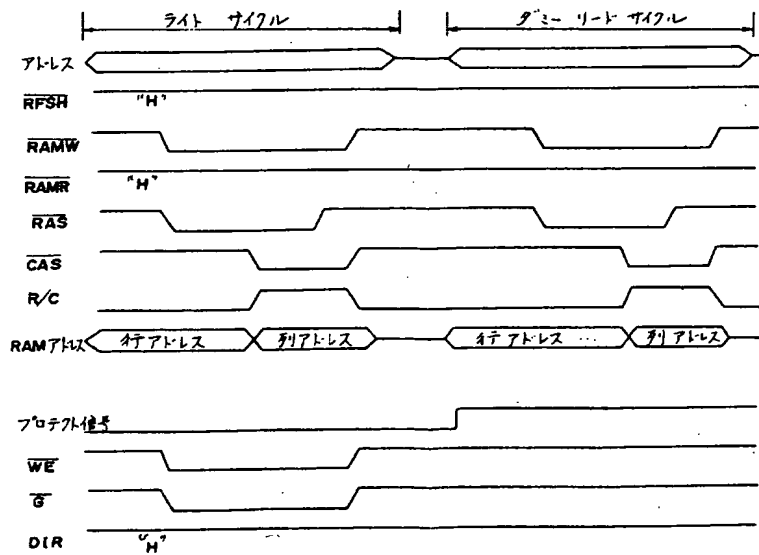 ライト サイクル ダミー リード サイクル
アドレス
RFSH "H"
RAMW
RAMR "H"
RAS
CAS
R/C
RAMアドレス 行アドレス 列アドレス 行アドレス … 列アドレス
プロテクト信号
WE
G
DIR "H"